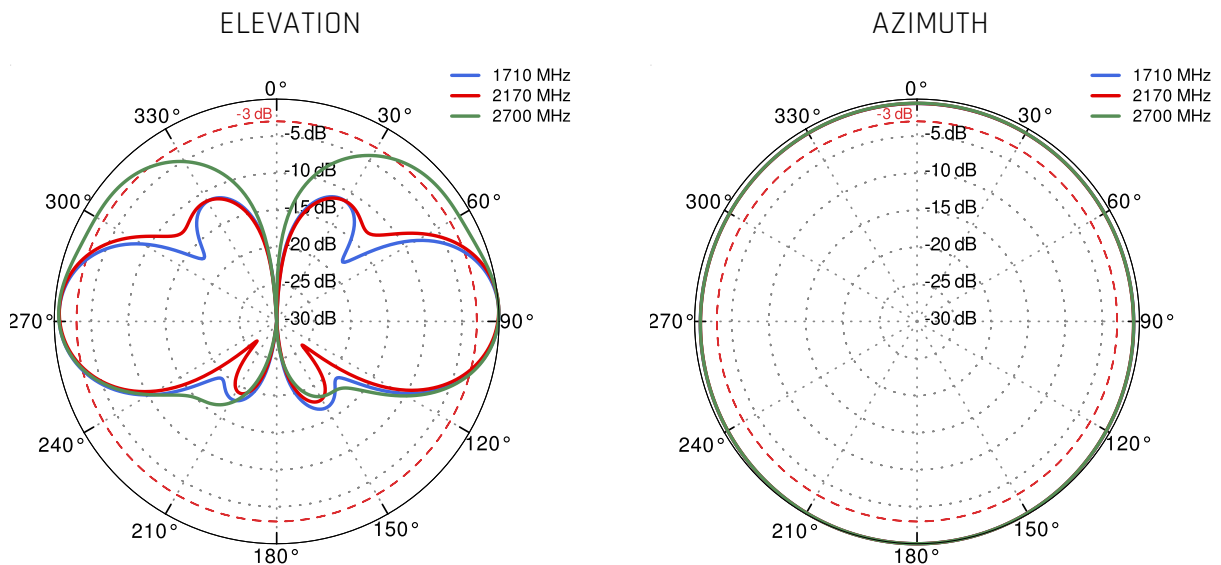 ELEVATION
1710 MHz
2170 MHz
2700 MHz
0°
30°
60°
90°
120°
150°
180°
210°
240°
270°
300°
330°
-3 dB
-5 dB
-10 dB
-15 dB
-20 dB
-25 dB
-30 dB
AZIMUTH
1710 MHz
2170 MHz
2700 MHz
0°
30°
60°
90°
120°
150°
180°
210°
240°
270°
300°
330°
-3 dB
-5 dB
-10 dB
-15 dB
-20 dB
-25 dB
-30 dB